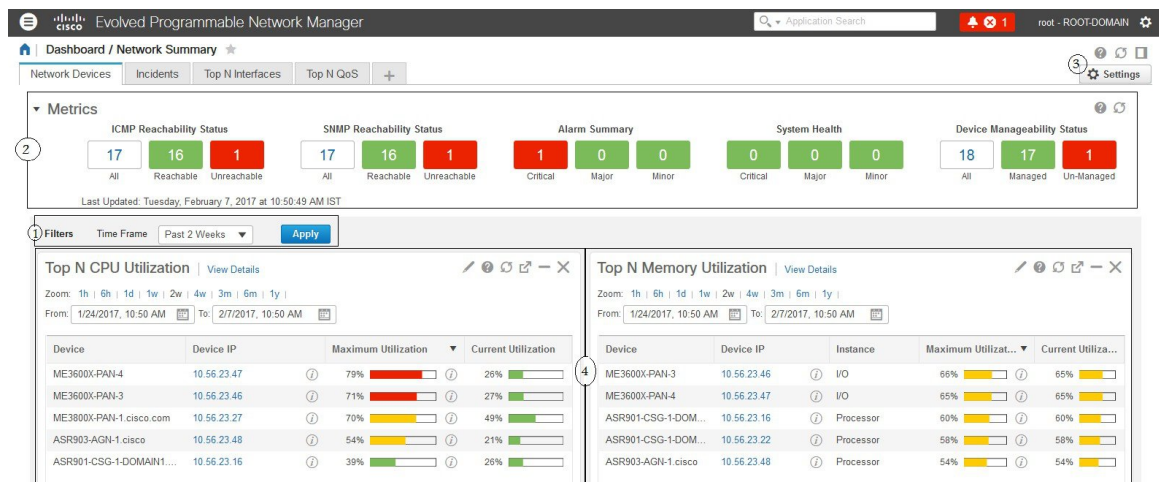 cisco Evolved Programmable Network Manager Application Search 1 root - ROOT-DOMAIN
Dashboard / Network Summary
Network Devices Incidents Top N Interfaces Top N QoS + 3 Settings
Metrics
ICMP Reachability Status SNMP Reachability Status Alarm Summary System Health Device Manageability Status
2 17 16 1 17 16 1 1 0 0 0 0 0 18 17 1
All Reachable Unreachable All Reachable Unreachable Critical Major Minor Critical Major Minor All Managed Un-Managed
Last Updated: Tuesday, February 7, 2017 at 10:50:49 AM IST
1 Filters Time Frame Past 2 Weeks Apply
Top N CPU Utilization | View Details
Zoom: 1h | 6h | 1d | 1w | 2w | 4w | 3m | 6m | 1y |
From: 1/24/2017, 10:50 AM To: 2/7/2017, 10:50 AM
Device Device IP Maximum Utilization Current Utilization
ME3600X-PAN-4 10.56.23.47 79% 26%
ME3600X-PAN-3 10.56.23.46 71% 27%
ME3800X-PAN-1.cisco.com 10.56.23.27 70% 49%
ASR903-AGN-1.cisco 10.56.23.48 54% 21%
ASR901-CSG-1-DOMAIN1.... 10.56.23.16 39% 26%
4
Top N Memory Utilization | View Details
Zoom: 1h | 6h | 1d | 1w | 2w | 4w | 3m | 6m | 1y |
From: 1/24/2017, 10:50 AM To: 2/7/2017, 10:50 AM
Device Device IP Instance Maximum Utilizat... Current Utiliza...
ME3600X-PAN-3 10.56.23.46 I/O 66% 65%
ME3600X-PAN-4 10.56.23.47 I/O 65% 65%
ASR901-CSG-1-DOM... 10.56.23.16 Processor 60% 60%
ASR901-CSG-1-DOM... 10.56.23.22 Processor 58% 58%
ASR903-AGN-1.cisco 10.56.23.48 Processor 54% 54%